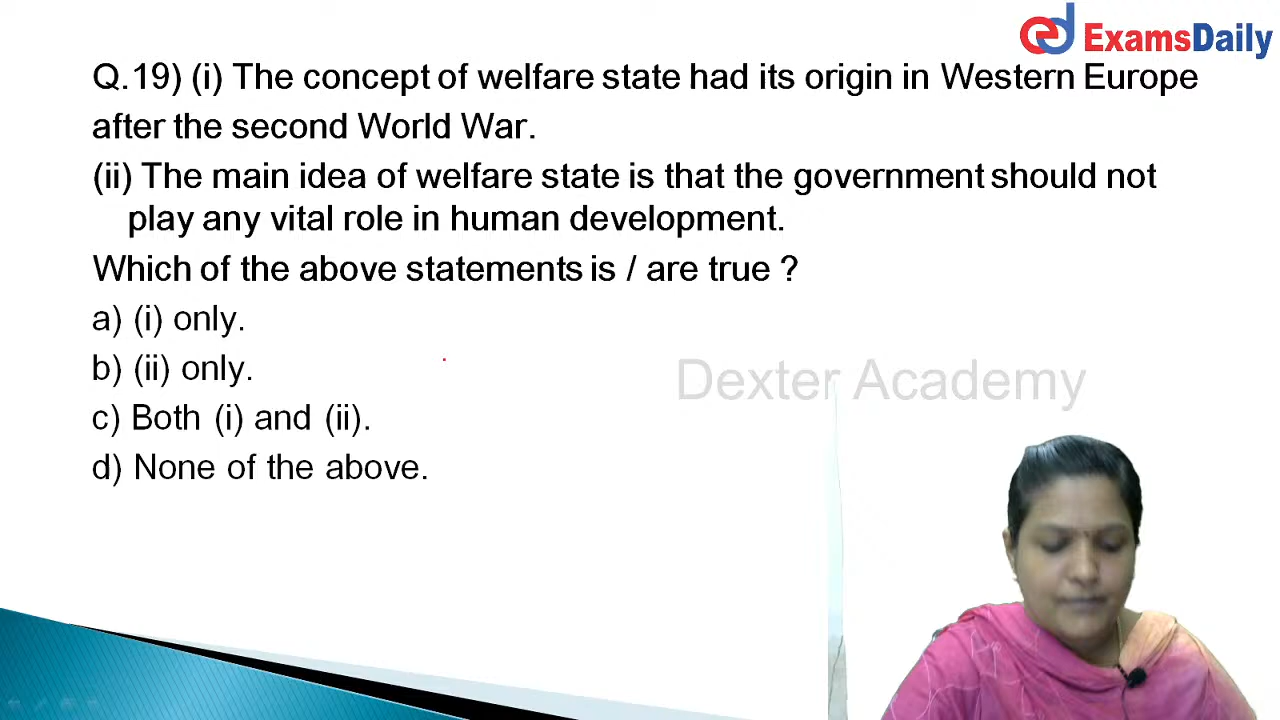 ExamsDaily
Q.19) (i) The concept of welfare state had its origin in Western Europe
after the second World War.
(ii) The main idea of welfare state is that the government should not
play any vital role in human development.
Which of the above statements is / are true ?
a) (i) only.
b) (ii) only.
c) Both (i) and (ii).
d) None of the above.
Dexter Academy